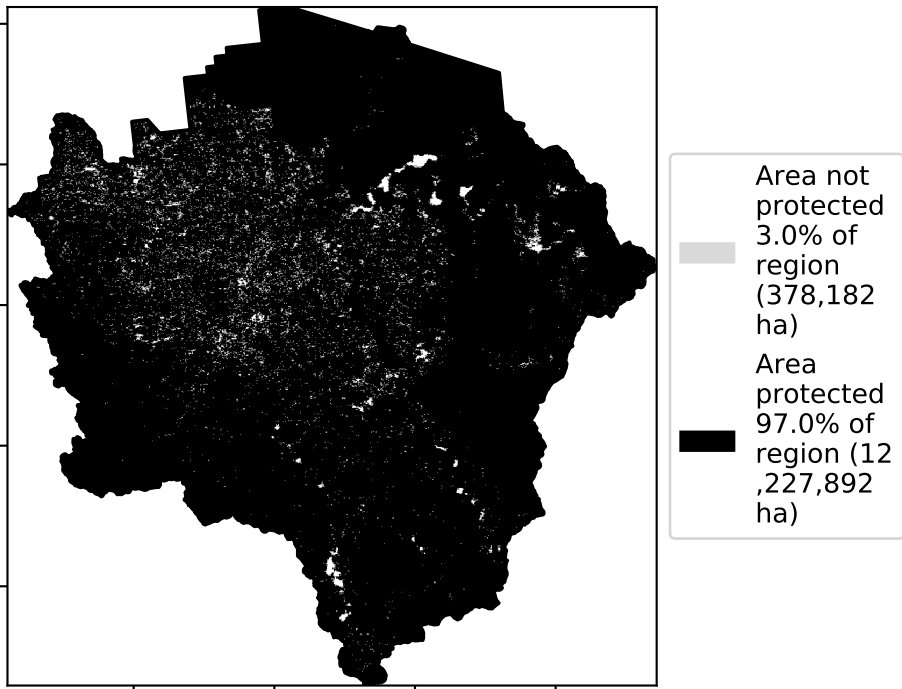 Area not
protected
3.0% of
region
(378,182
ha)
Area
protected
97.0% of
region (12
,227,892
ha)